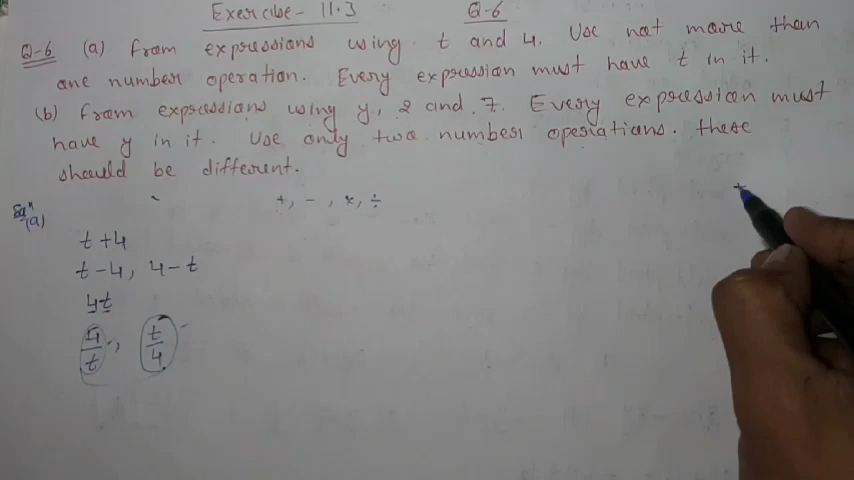 Exercise - 11.3 Q-6
Q-6 (a) From expressions using t and 4. Use not more than
one number operation. Every expression must have t in it.
(b) From expressions using y, 2 and 7. Every expression must
have y in it. Use only two number operations. these
should be different.
Solⁿ +, - , ×, ÷
(a)
t + 4
t - 4, 4 - t
4t
4/t, t/4